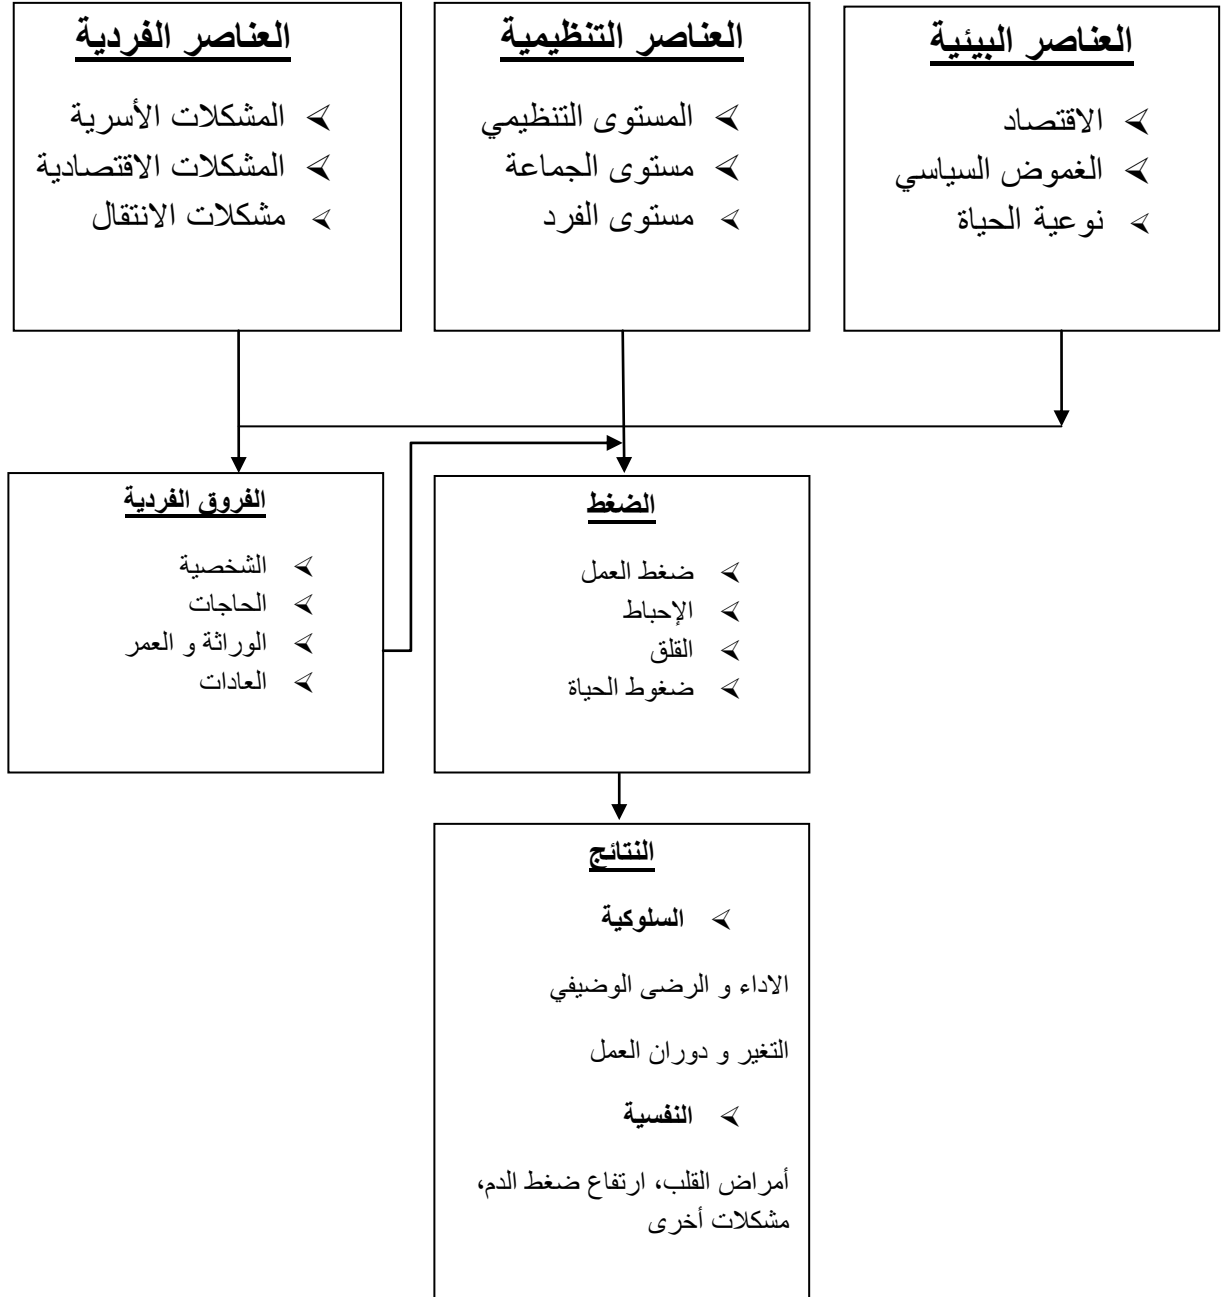 العناصر البيئية
الاقتصاد
الغموض السياسي
نوعية الحياة
العناصر التنظيمية
المستوى التنظيمي
مستوى الجماعة
مستوى الفرد
العناصر الفردية
المشكلات الأسرية
المشكلات الاقتصادية
مشكلات الانتقال
الضغط
ضغط العمل
الإحباط
القلق
ضغوط الحياة
الفروق الفردية
الشخصية
الحاجات
الوراثة و العمر
العادات
النتائج
السلوكية
الاداء و الرضى الوضيفي
التغير و دوران العمل
النفسية
أمراض القلب، ارتفاع ضغط الدم،
مشكلات أخرى